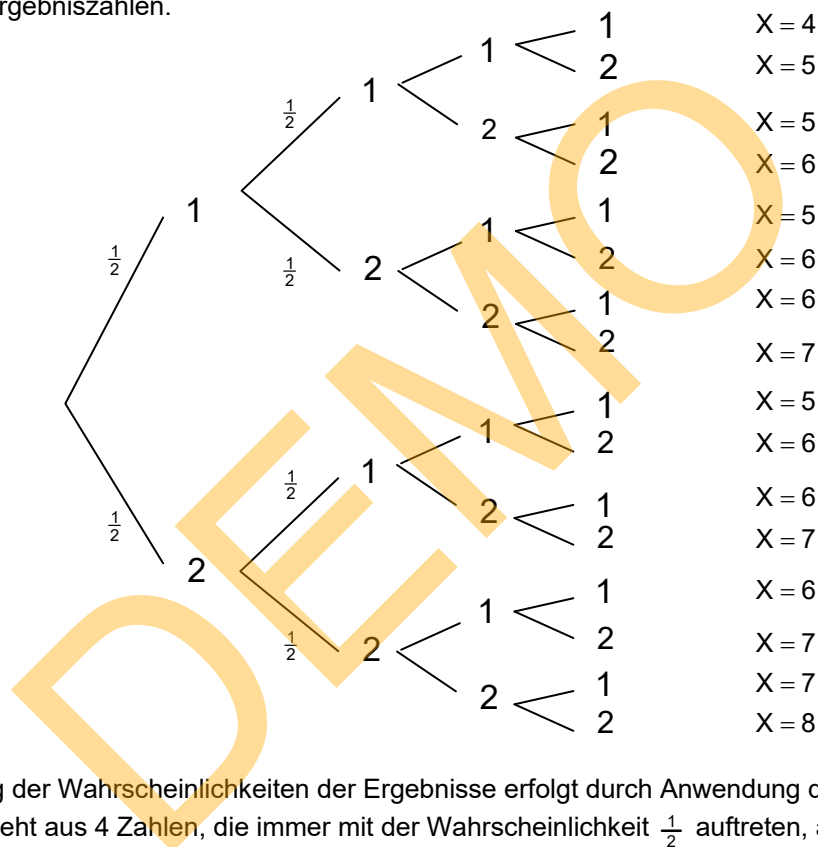 rgebniszahlen.
1 X = 4
1
1 2 X = 5
½
2 1 X = 5
2 X = 6
1
1 1 X = 5
½ ½ 2 2 X = 6
2 1 X = 6
2 X = 7
1 1 X = 5
½ 1 2 X = 6
2 1 X = 6
½ 2 X = 7
2
1 1 X = 6
½ 2 2 X = 7
2 1 X = 7
2 X = 8
g der Wahrscheinlichkeiten der Ergebnisse erfolgt durch Anwendung
eht aus 4 Zahlen, die immer mit der Wahrscheinlichkeit ½ auftreten,
DEMO